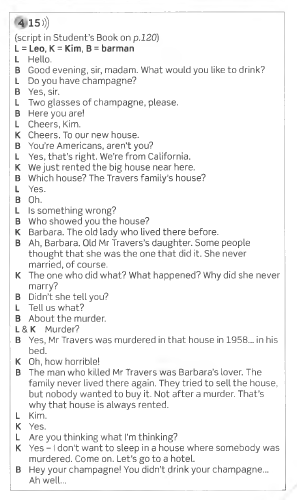 4 15))
(script in Student's Book on p.120)
L = Leo, K = Kim, B = barman
L Hello.
B Good evening, sir, madam. What would you like to drink?
L Do you have champagne?
B Yes, sir.
L Two glasses of champagne, please.
B Here you are!
L Cheers, Kim.
K Cheers. To our new house.
B You're Americans, aren't you?
L Yes, that's right. We're from California.
K We just rented the big house near here.
B Which house? The Travers family's house?
L Yes.
B Oh.
L Is something wrong?
B Who showed you the house?
K Barbara. The old lady who lived there before.
B Ah, Barbara. Old Mr Travers's daughter. Some people
thought that she was the one that did it. She never
married, of course.
K The one who did what? What happened? Why did she never
marry?
B Didn't she tell you?
L Tell us what?
B About the murder.
L & K Murder?
B Yes, Mr Travers was murdered in that house in 1958... in his
bed.
K Oh, how horrible!
B The man who killed Mr Travers was Barbara's lover. The
family never lived there again. They tried to sell the house,
but nobody wanted to buy it. Not after a murder. That's
why that house is always rented.
L Kim.
K Yes.
L Are you thinking what I'm thinking?
K Yes – I don't want to sleep in a house where somebody was
murdered. Come on. Let's go to a hotel.
B Hey your champagne! You didn't drink your champagne...
Ah well...